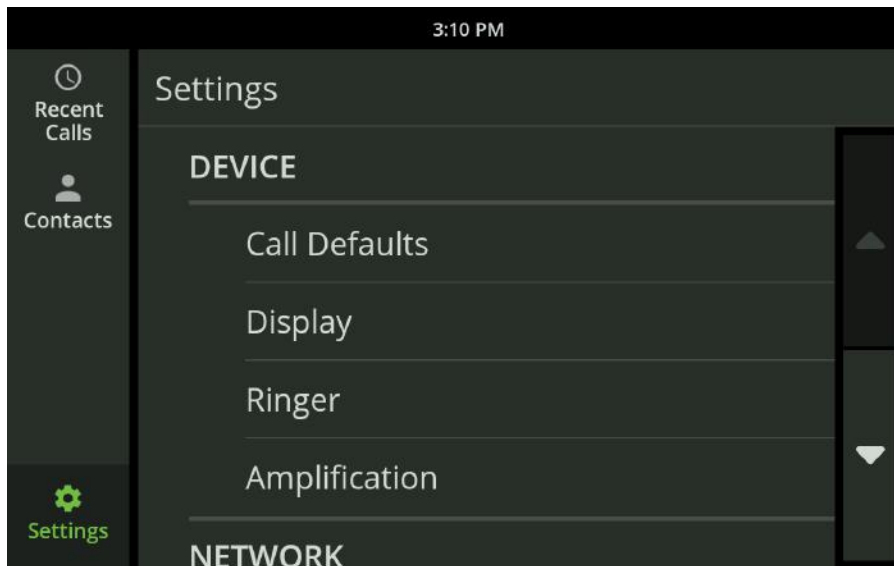 3:10 PM
Recent
Calls
Contacts
Settings
Settings
DEVICE
Call Defaults
Display
Ringer
Amplification
NETWORK